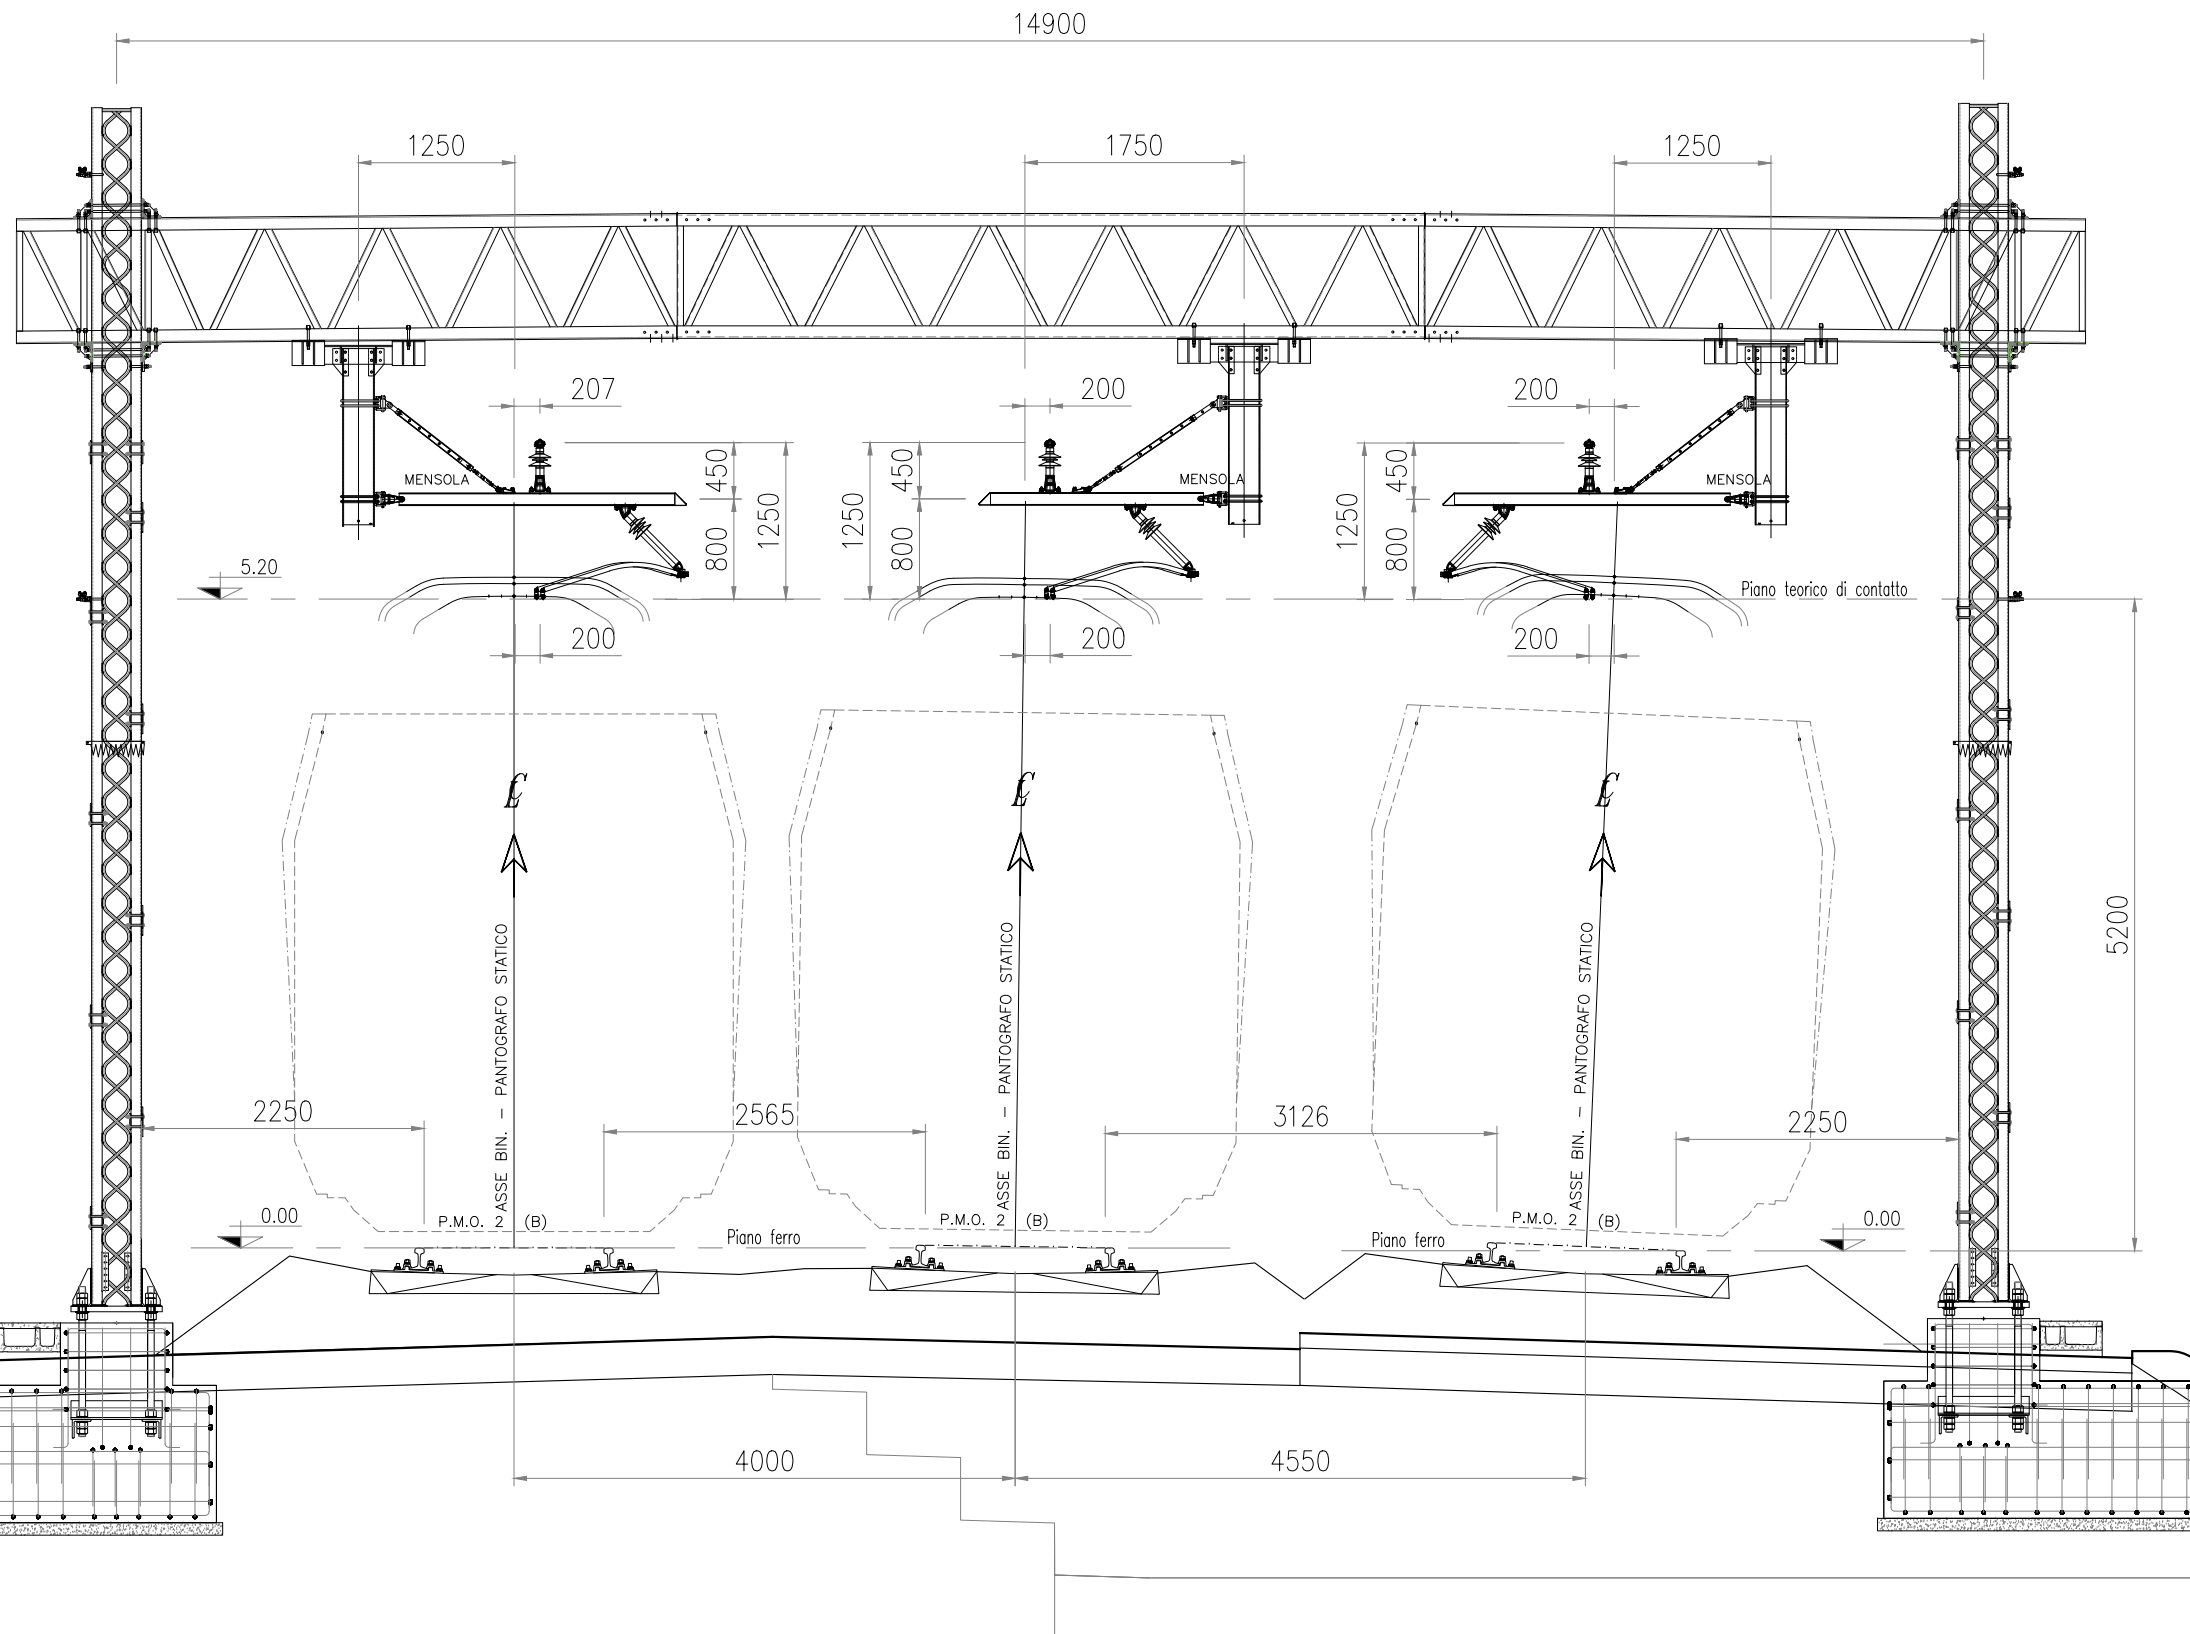 14900
1250
1750
1250
207
200
200
MENSOLA
450
800
1250
1250
450
800
MENSOLA
1250
450
800
MENSOLA
5.20
Piano teorico di contatto
200
200
200
ASSE BIN. - PANTOGRAFO STATICO
ASSE BIN. - PANTOGRAFO STATICO
ASSE BIN. - PANTOGRAFO STATICO
5200
2250
2565
3126
2250
P.M.O. 2 (B)
P.M.O. 2 (B)
P.M.O. 2 (B)
0.00
Piano ferro
Piano ferro
0.00
4000
4550